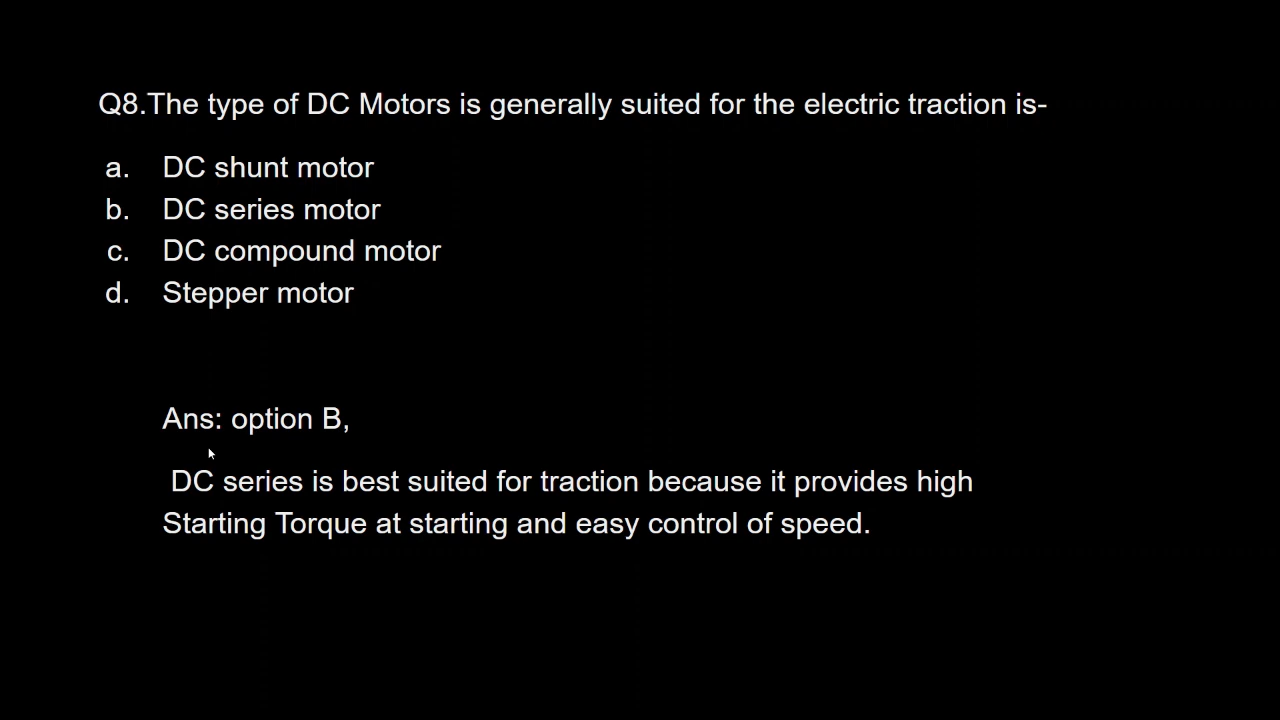 Q8.The type of DC Motors is generally suited for the electric traction is-
a. DC shunt motor
b. DC series motor
c. DC compound motor
d. Stepper motor
Ans: option B,
DC series is best suited for traction because it provides high
Starting Torque at starting and easy control of speed.